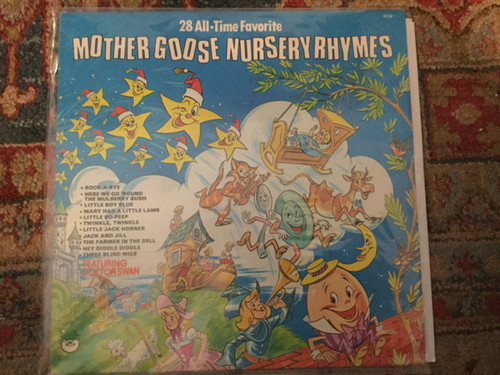 28 All-Time Favorite
MOTHER GOOSE NURSERY RHYMES
• ROCK-A-BYE
• HERE WE GO 'ROUND
THE MULBERRY BUSH
• LITTLE BOY BLUE
• MARY HAD A LITTLE LAMB
• LITTLE BO-PEEP
• TWINKLE, TWINKLE
• LITTLE JACK HORNER
• JACK AND JILL
• THE FARMER IN THE DELL
• HEY DIDDLE DIDDLE
• THREE BLIND MICE
FEATURING
SWAN